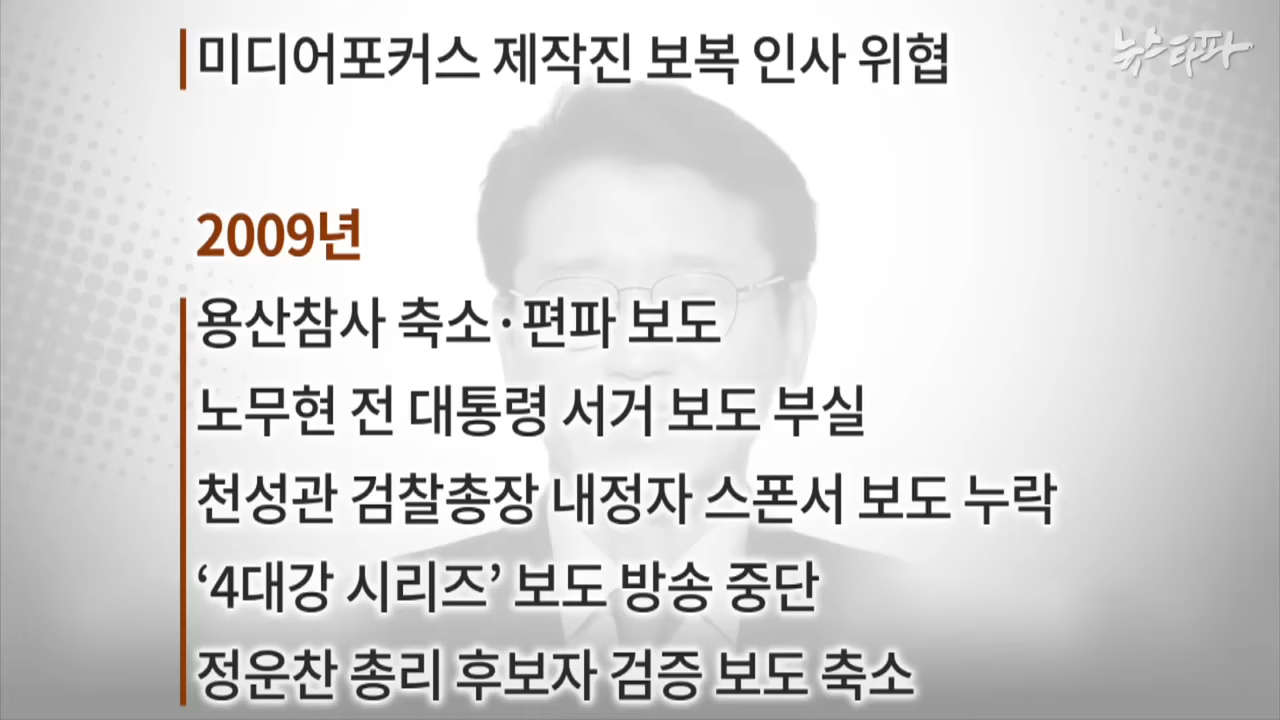 미디어포커스 제작진 보복 인사 위협
뉴스타파
2009년
용산참사 축소·편파 보도
노무현 전 대통령 서거 보도 부실
천성관 검찰총장 내정자 스폰서 보도 누락
‘4대강 시리즈’ 보도 방송 중단
정운찬 총리 후보자 검증 보도 축소